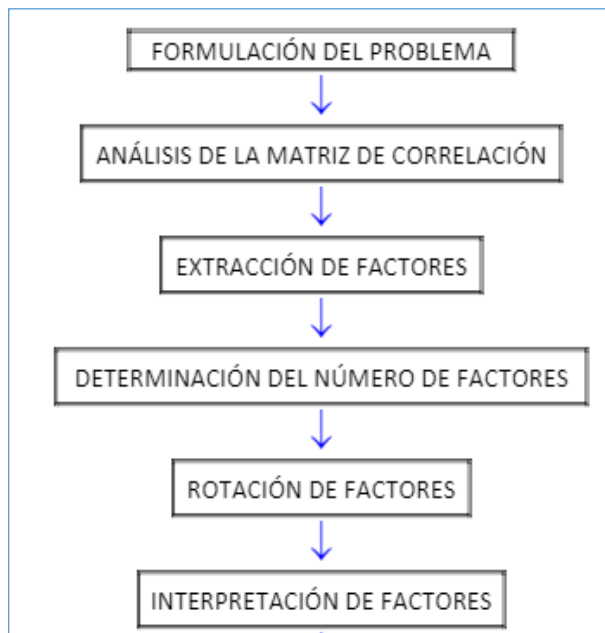 FORMULACIÓN DEL PROBLEMA
ANÁLISIS DE LA MATRIZ DE CORRELACIÓN
EXTRACCIÓN DE FACTORES
DETERMINACIÓN DEL NÚMERO DE FACTORES
ROTACIÓN DE FACTORES
INTERPRETACIÓN DE FACTORES